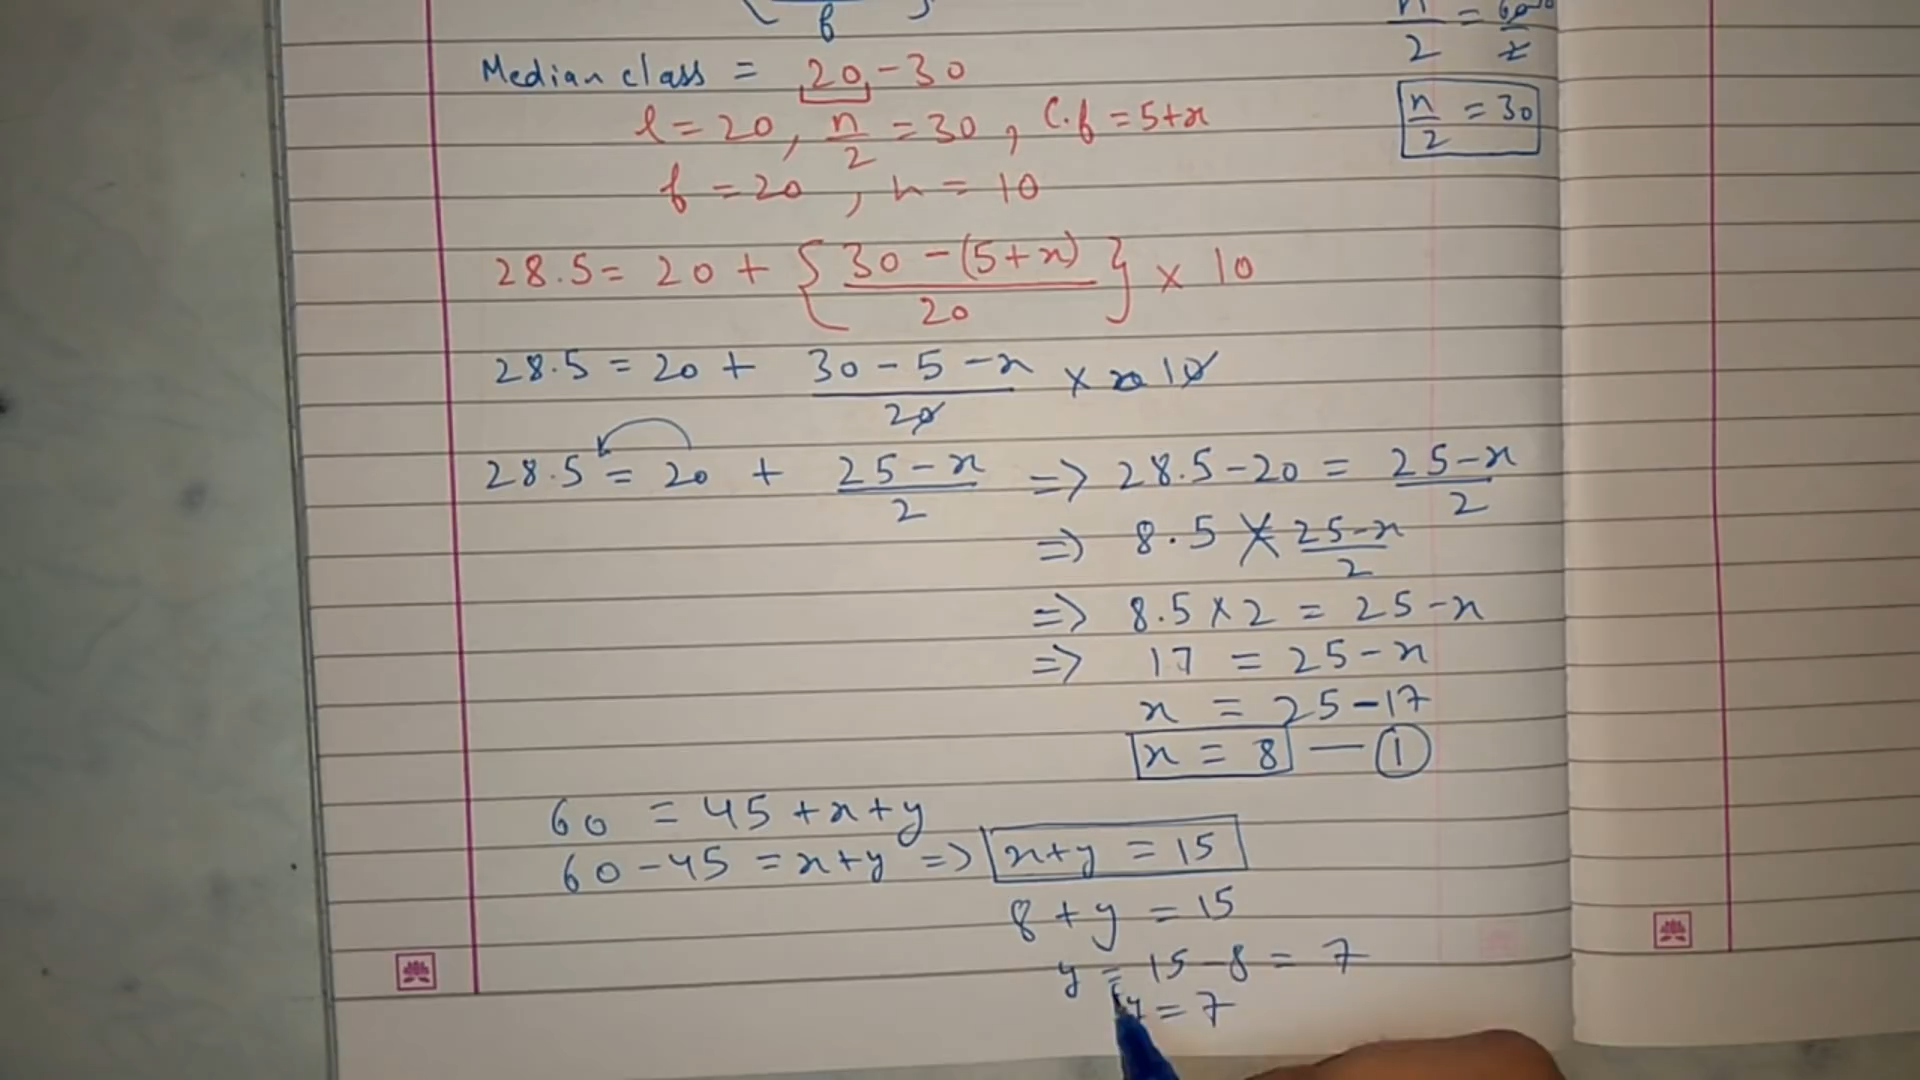 f
n/2 = 60/2
Median class = 20-30
n/2 = 30
l = 20, n/2 = 30, C.f = 5+x
f = 20, h = 10
28.5 = 20 + {30-(5+x)/20} × 10
28.5 = 20 + 30-5-x/20 × 10
28.5 = 20 + 25-x/2 => 28.5-20 = 25-x/2
=> 8.5 = 25-x/2
=> 8.5×2 = 25-x
=> 17 = 25-x
x = 25-17
x = 8 — 1
60 = 45+x+y
60-45 = x+y => x+y = 15
8+y = 15
y = 15-8 = 7
y = 7